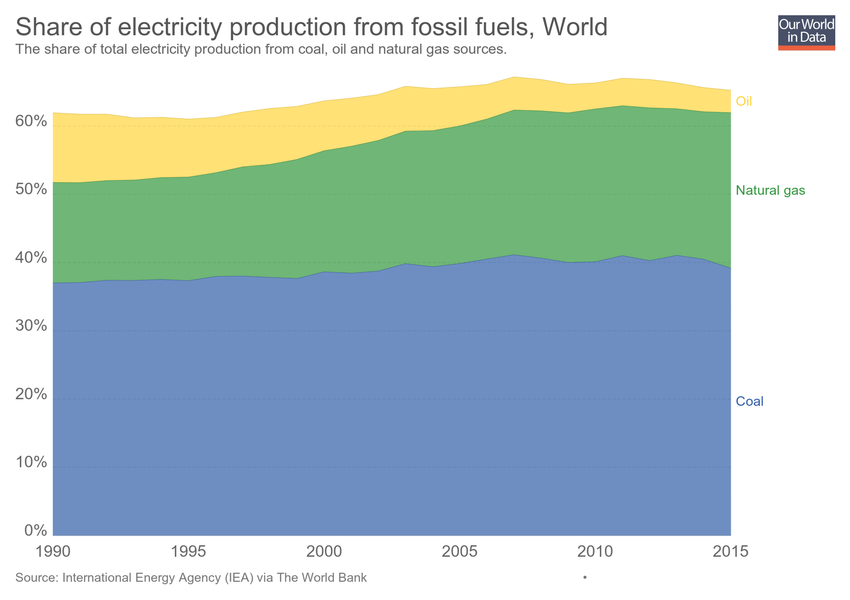 Share of electricity production from fossil fuels, World
The share of total electricity production from coal, oil and natural gas sources.
Our World
in Data
Oil
60%
Natural gas
50%
40%
30%
20%
Coal
10%
0%
1990 1995 2000 2005 2010 2015
Source: International Energy Agency (IEA) via The World Bank •